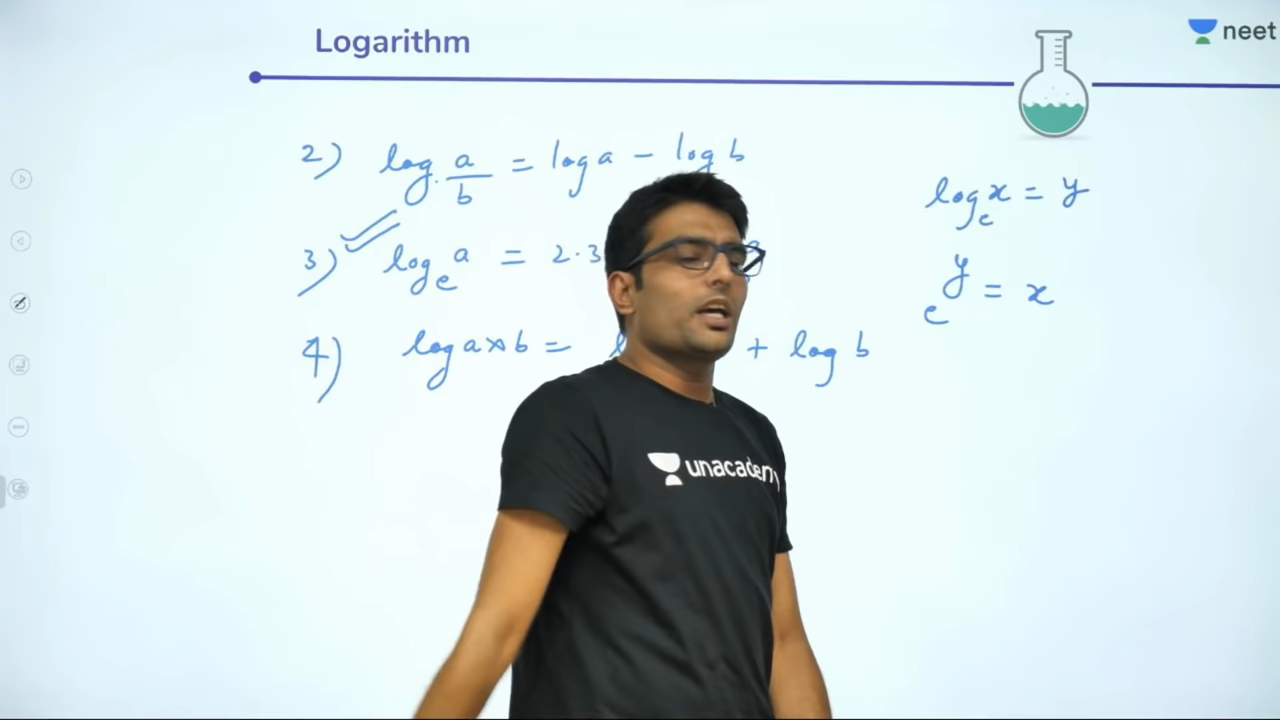 Logarithm
neet
2) log a/b = log a - log b
3) log_e a = 2.3
4) log a×b = + log b
log_e x = y
e^y = x
unacademy